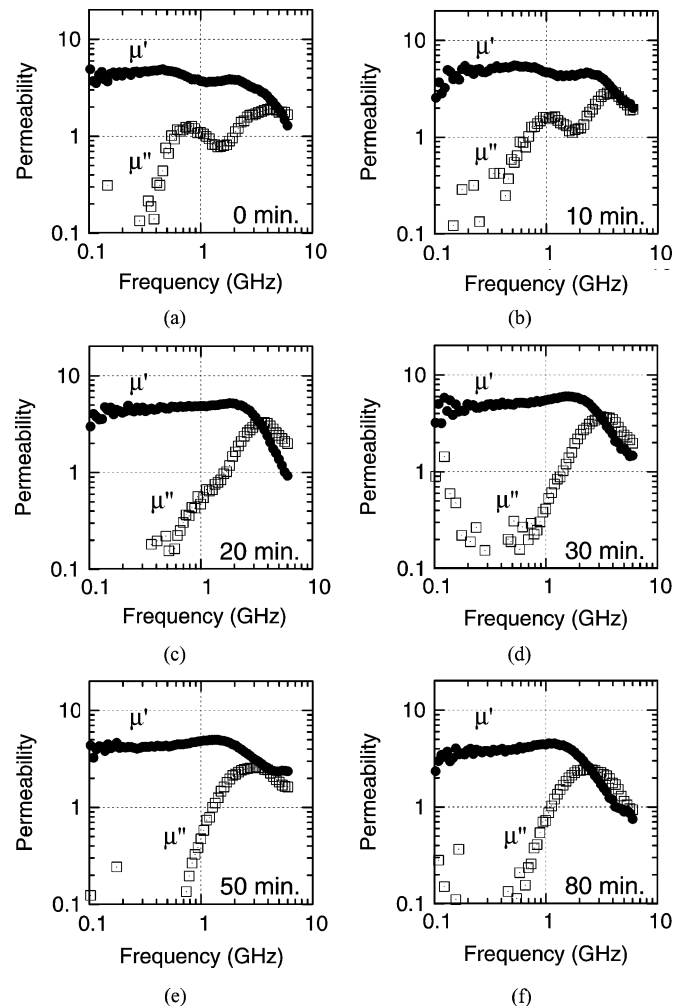 10
μ'
1
μ"
Permeability
0 min.
0.1
0.1 1 10
Frequency (GHz)
(a)
10
μ'
1
μ"
Permeability
10 min.
0.1
0.1 1 10
Frequency (GHz)
(b)
10
μ'
1
μ"
Permeability
20 min.
0.1
0.1 1 10
Frequency (GHz)
(c)
10
μ'
1
μ"
Permeability
30 min.
0.1
0.1 1 10
Frequency (GHz)
(d)
10
μ'
1
μ"
Permeability
50 min.
0.1
0.1 1 10
Frequency (GHz)
(e)
10
μ'
1
μ"
Permeability
80 min.
0.1
0.1 1 10
Frequency (GHz)
(f)